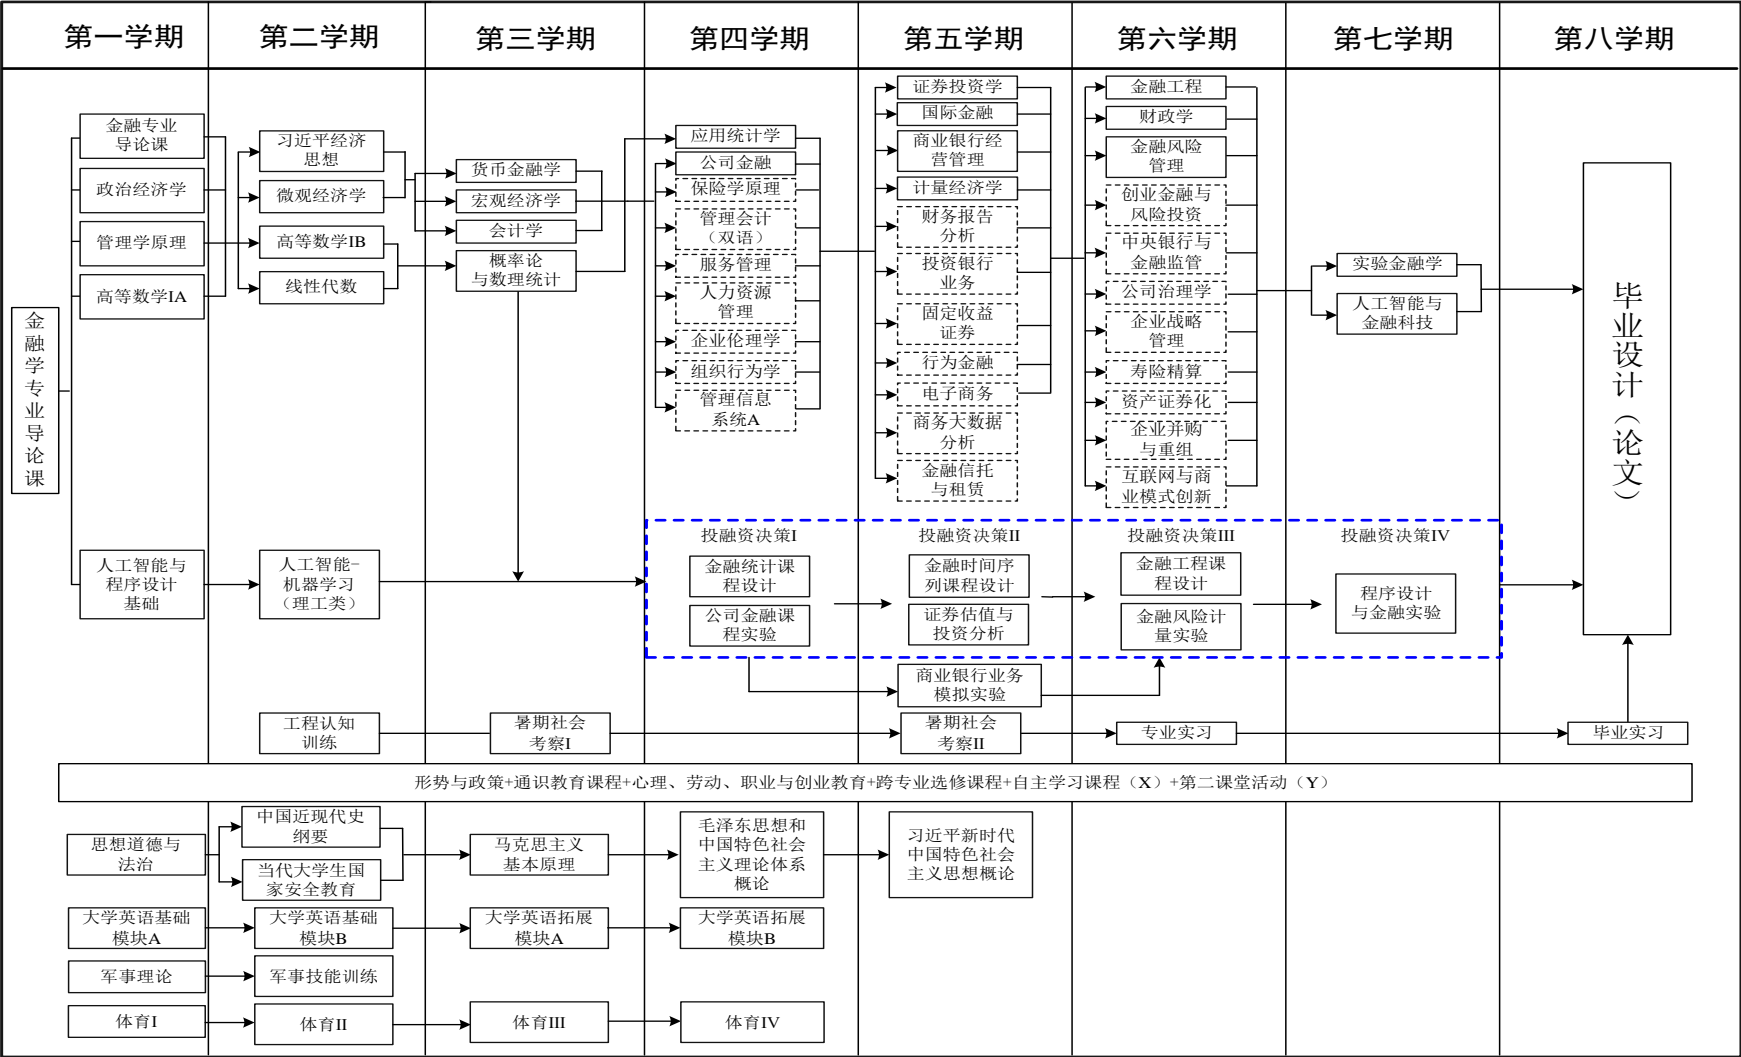 第一学期
第二学期
第三学期
第四学期
第五学期
第六学期
第七学期
第八学期
金融学专业导论课
金融专业
导论课
政治经济学
管理学原理
高等数学IA
人工智能与
程序设计
基础
习近平经济
思想
微观经济学
高等数学IB
线性代数
人工智能-
机器学习
（理工类）
工程认知
训练
货币金融学
宏观经济学
会计学
概率论
与数理统计
暑期社会
考察I
应用统计学
公司金融
保险学原理
管理会计
（双语）
服务管理
人力资源
管理
企业伦理学
组织行为学
管理信息
系统A
投融资决策I
金融统计课
程设计
公司金融课
程实验
证券投资学
国际金融
商业银行经
营管理
计量经济学
财务报告
分析
投资银行
业务
固定收益
证券
行为金融
电子商务
商务大数据
分析
金融信托
与租赁
投融资决策II
金融时间序
列课程设计
证券估值与
投资分析
商业银行业务
模拟实验
暑期社会
考察II
金融工程
财政学
金融风险
管理
创业金融与
风险投资
中央银行与
金融监管
公司治理学
企业战略
管理
寿险精算
资产证券化
企业并购
与重组
互联网与商
业模式创新
投融资决策III
金融工程课
程设计
金融风险计
量实验
专业实习
实验金融学
人工智能与
金融科技
投融资决策IV
程序设计
与金融实验
毕业设计（论文）
毕业实习
形势与政策+通识教育课程+心理、劳动、职业与创业教育+跨专业选修课程+自主学习课程（X）+第二课堂活动（Y）
思想道德与
法治
中国近现代史
纲要
当代大学生国
家安全教育
马克思主义
基本原理
毛泽东思想和
中国特色社会
主义理论体系
概论
习近平新时代
中国特色社会
主义思想概论
大学英语基础
模块A
大学英语基础
模块B
大学英语拓展
模块A
大学英语拓展
模块B
军事理论
军事技能训练
体育I
体育II
体育III
体育IV